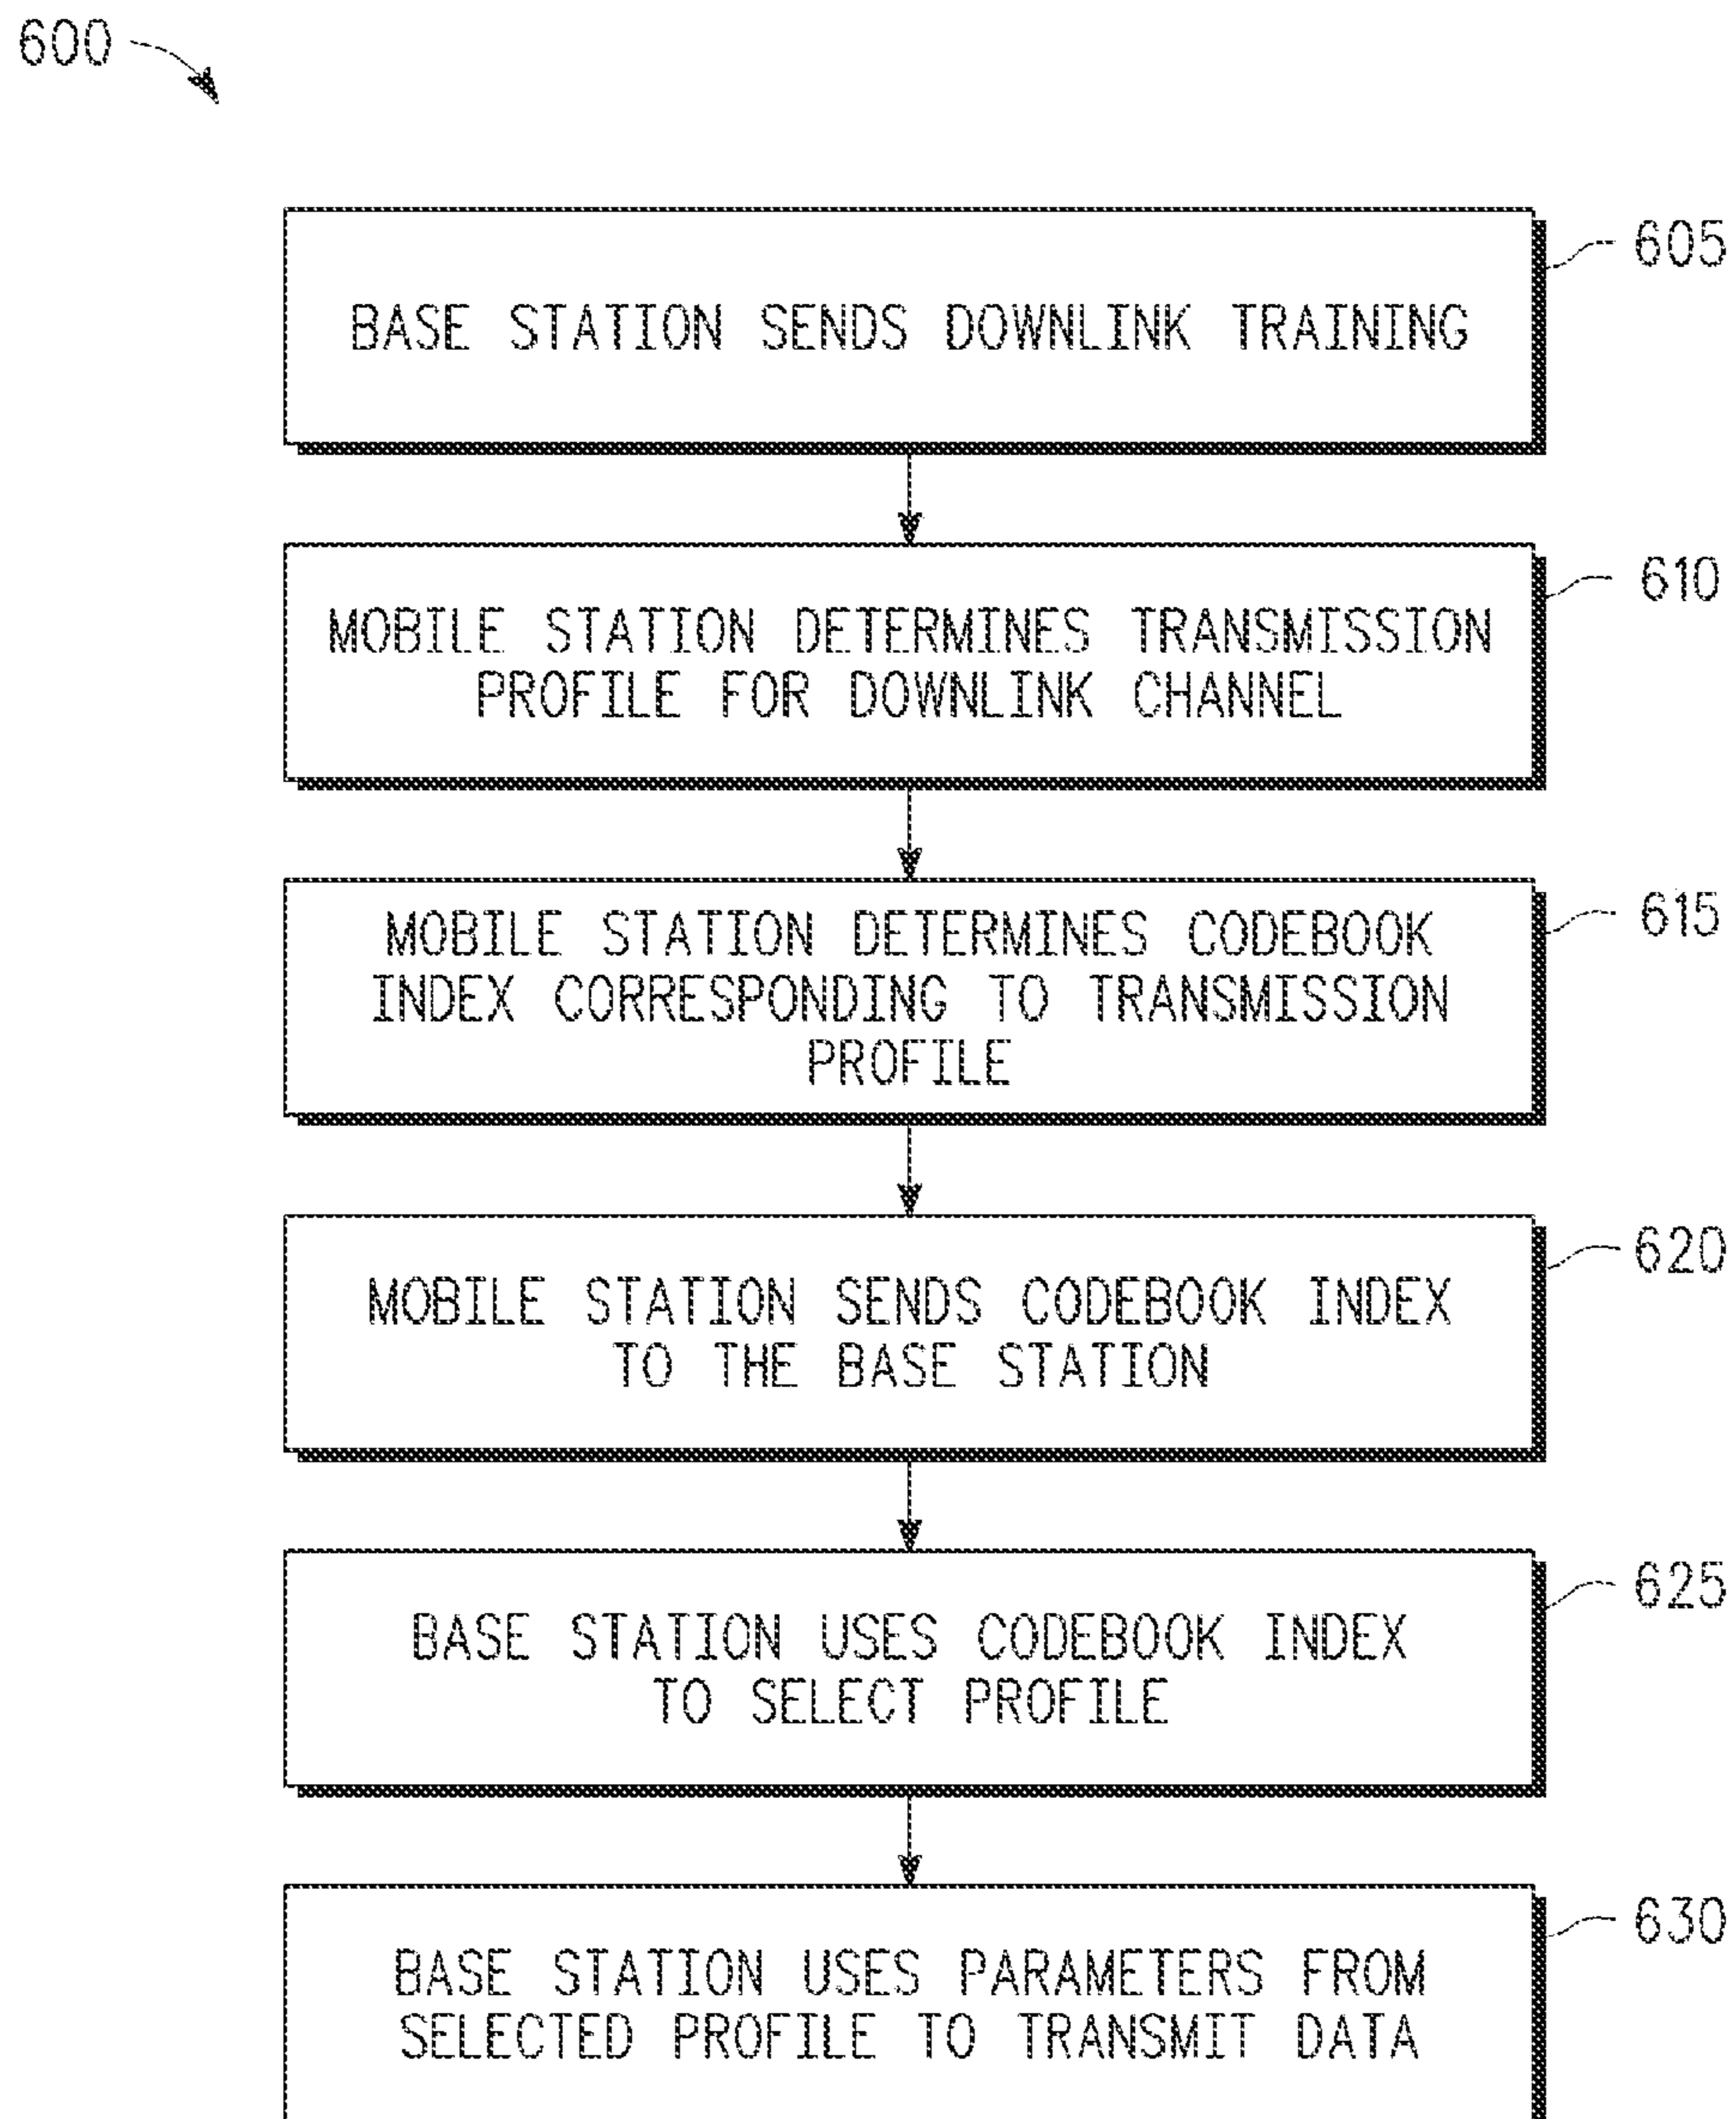 600
605
BASE STATION SENDS DOWNLINK TRAINING
610
MOBILE STATION DETERMINES TRANSMISSION
PROFILE FOR DOWNLINK CHANNEL
615
MOBILE STATION DETERMINES CODEBOOK
INDEX CORRESPONDING TO TRANSMISSION
PROFILE
620
MOBILE STATION SENDS CODEBOOK INDEX
TO THE BASE STATION
625
BASE STATION USES CODEBOOK INDEX
TO SELECT PROFILE
630
BASE STATION USES PARAMETERS FROM
SELECTED PROFILE TO TRANSMIT DATA